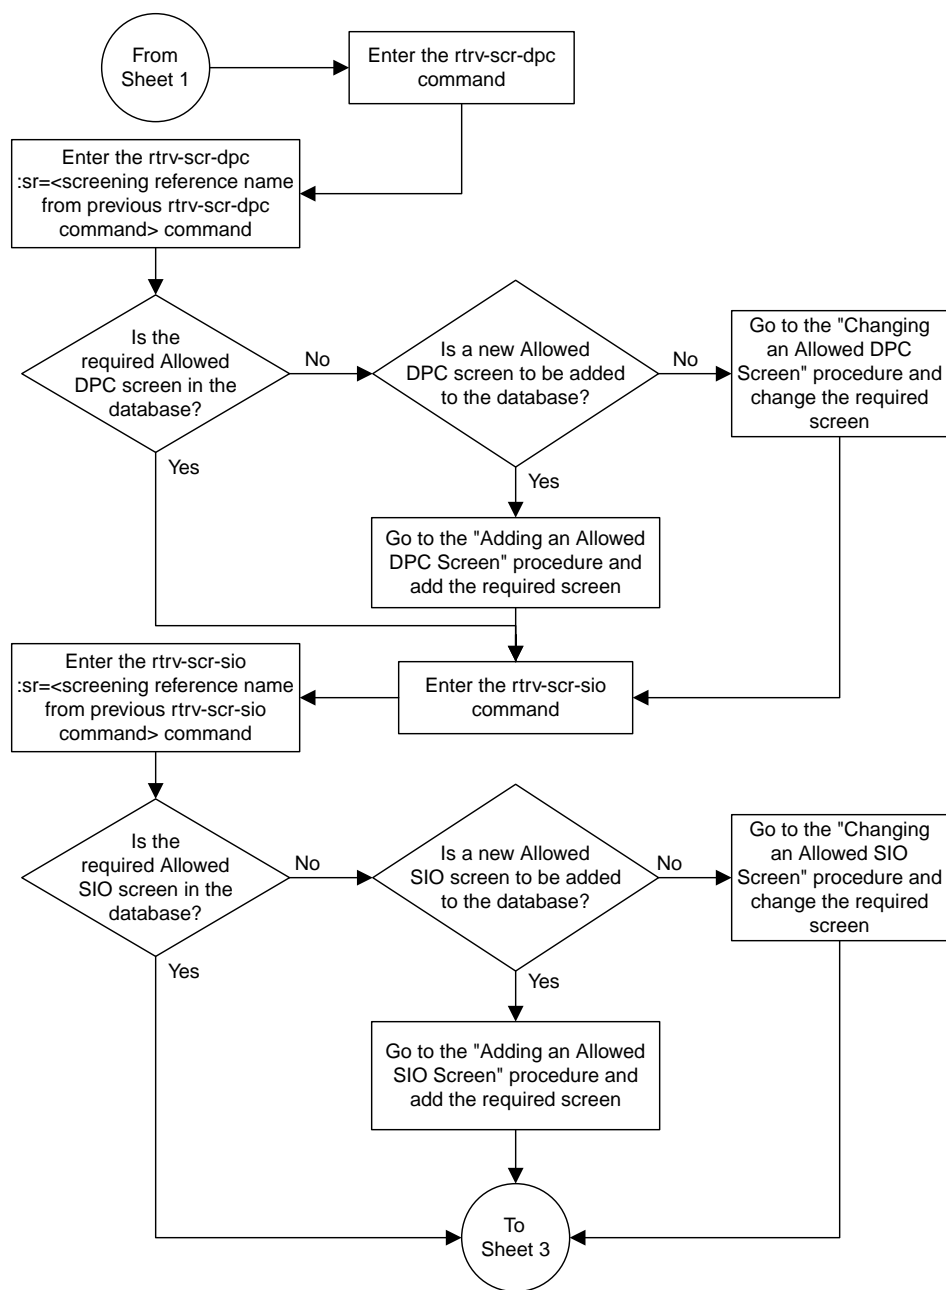 From
Sheet 1
Enter the rtrv-scr-dpc
command
Enter the rtrv-scr-dpc
:sr=<screening reference name
from previous rtrv-scr-dpc
command> command
Is the
required Allowed
DPC screen in the
database?
No
Is a new Allowed
DPC screen to be added
to the database?
No
Go to the "Changing
an Allowed DPC
Screen" procedure and
change the required
screen
Yes
Yes
Go to the "Adding an Allowed
DPC Screen" procedure and
add the required screen
Enter the rtrv-scr-sio
command
Enter the rtrv-scr-sio
:sr=<screening reference name
from previous rtrv-scr-sio
command> command
Is the
required Allowed
SIO screen in the
database?
No
Is a new Allowed
SIO screen to be added
to the database?
No
Go to the "Changing
an Allowed SIO
Screen" procedure and
change the required
screen
Yes
Yes
Go to the "Adding an Allowed
SIO Screen" procedure and
add the required screen
To
Sheet 3